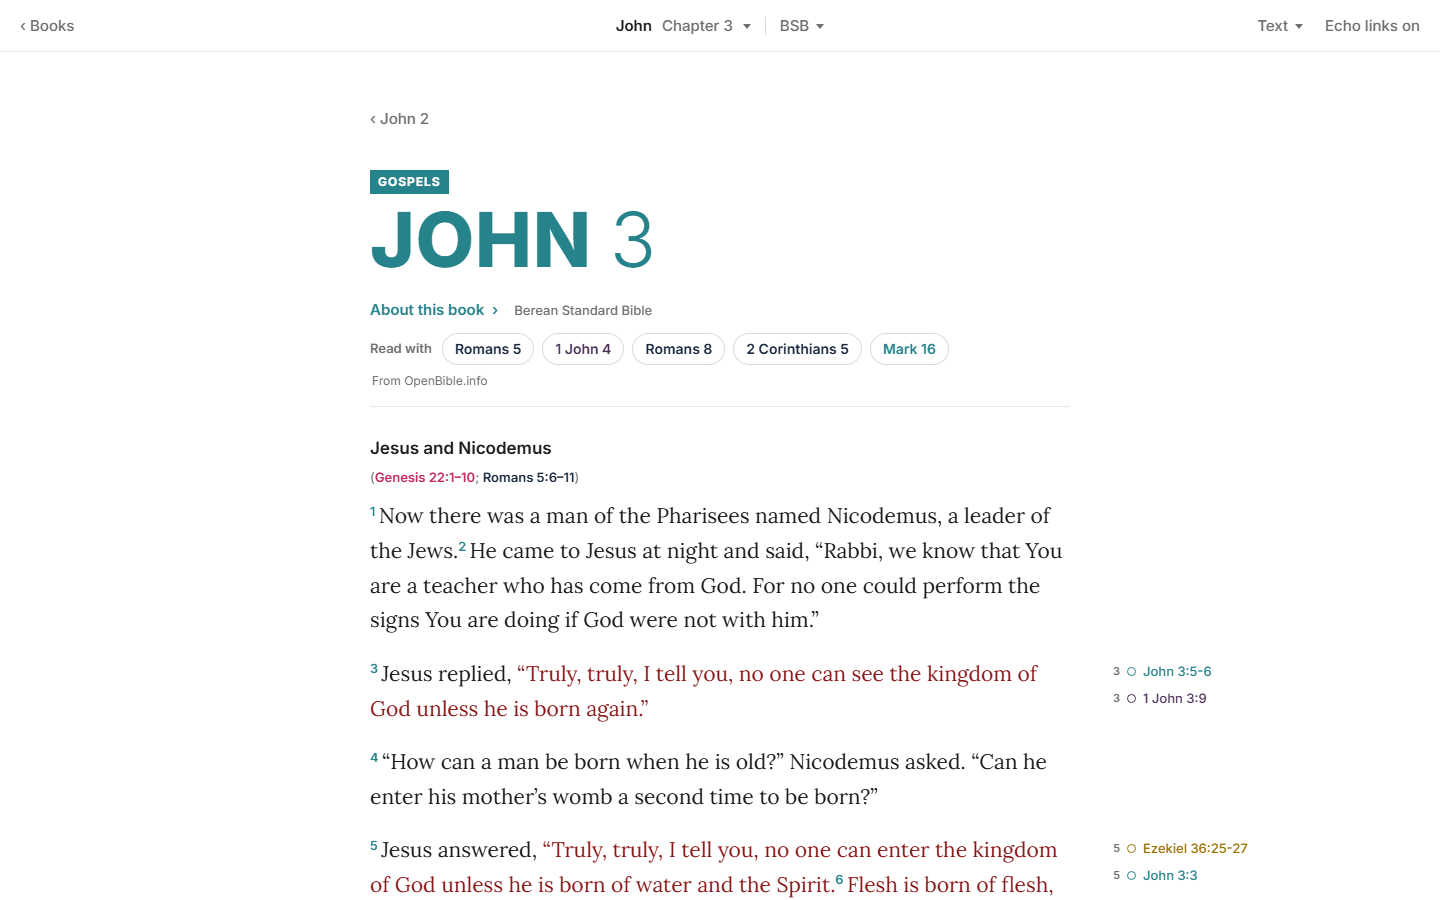 ‹ Books
John Chapter 3 BSB
Text Echo links on
‹ John 2
GOSPELS
JOHN 3
About this book › Berean Standard Bible
Read with Romans 5 1 John 4 Romans 8 2 Corinthians 5 Mark 16
From OpenBible.info
Jesus and Nicodemus
(Genesis 22:1–10; Romans 5:6–11)
1 Now there was a man of the Pharisees named Nicodemus, a leader of
the Jews. 2 He came to Jesus at night and said, “Rabbi, we know that You
are a teacher who has come from God. For no one could perform the
signs You are doing if God were not with him.”
3 Jesus replied, “Truly, truly, I tell you, no one can see the kingdom of
God unless he is born again.”
3 John 3:5-6
3 1 John 3:9
4 “How can a man be born when he is old?” Nicodemus asked. “Can he
enter his mother’s womb a second time to be born?”
5 Jesus answered, “Truly, truly, I tell you, no one can enter the kingdom
of God unless he is born of water and the Spirit. 6 Flesh is born of flesh,
5 Ezekiel 36:25-27
5 John 3:3